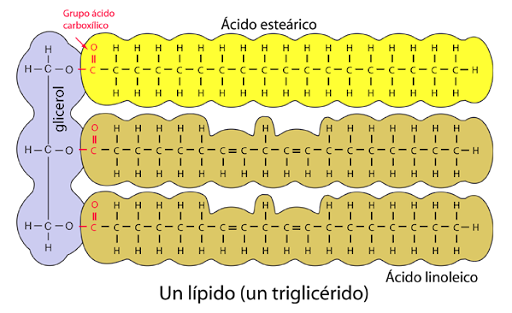 Grupo ácido
carboxílico
Ácido esteárico
H O H H H H H H H H H H H H H H H H H
H–C–O–C–C–C–C–C–C–C–C–C–C–C–C–C–C–C–C–C–C–H
H H H H H H H H H H H H H H H H H
glicerol
O H H H H H H H H H H H H H
H–C–O–C–C–C–C–C–C–C=C–C–C=C–C–C–C–C–C–C–C–H
H H H H H H H H H H H H H H H H H
O H H H H H H H H H H H H H
H–C–O–C–C–C–C–C–C–C=C–C–C=C–C–C–C–C–C–C–C–H
H H H H H H H H H H H H H H H H H H
Ácido linoleico
Un lípido (un triglicérido)